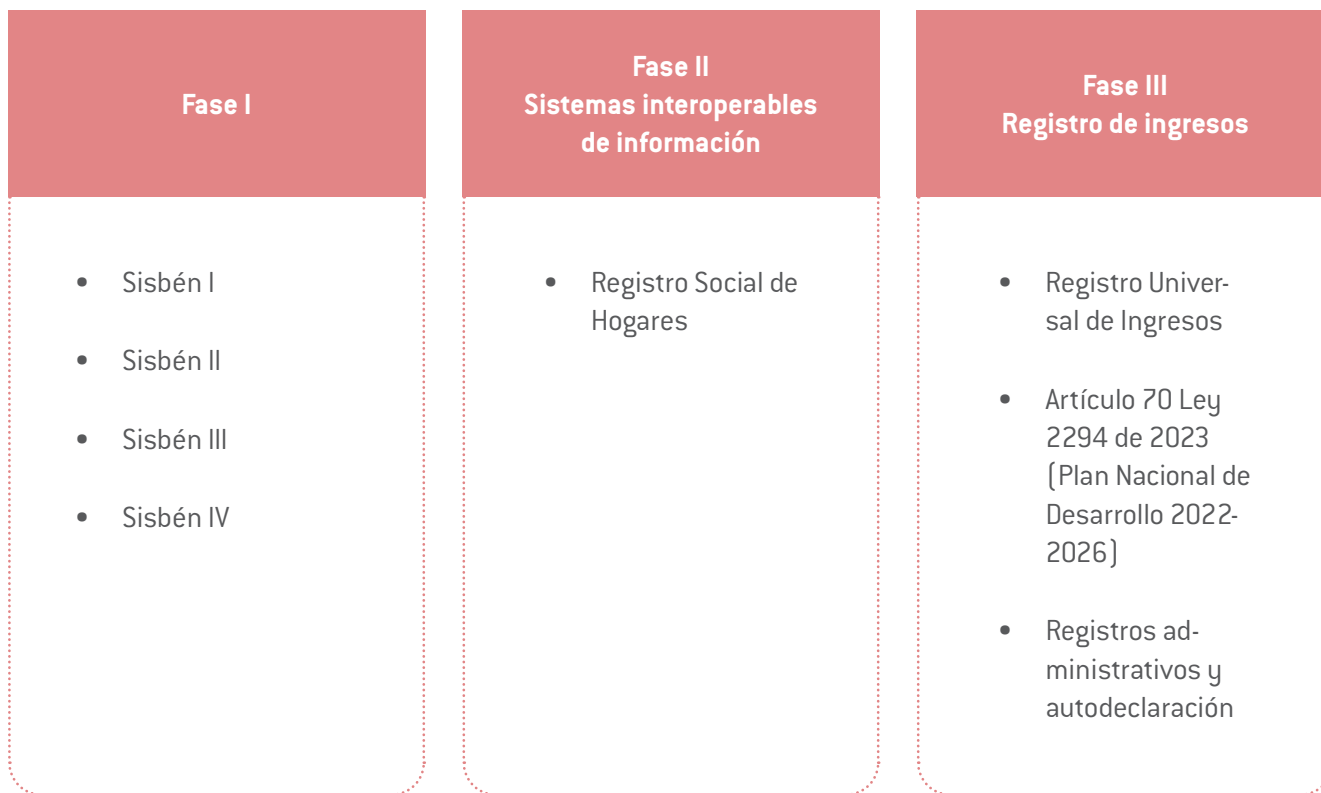 Fase I
Sisbén I
Sisbén II
Sisbén III
Sisbén IV
Fase II
Sistemas interoperables
de información
Registro Social de
Hogares
Fase III
Registro de ingresos
Registro Univer-
sal de Ingresos
Artículo 70 Ley
2294 de 2023
(Plan Nacional de
Desarrollo 2022-
2026)
Registros ad-
ministrativos y
autodeclaración